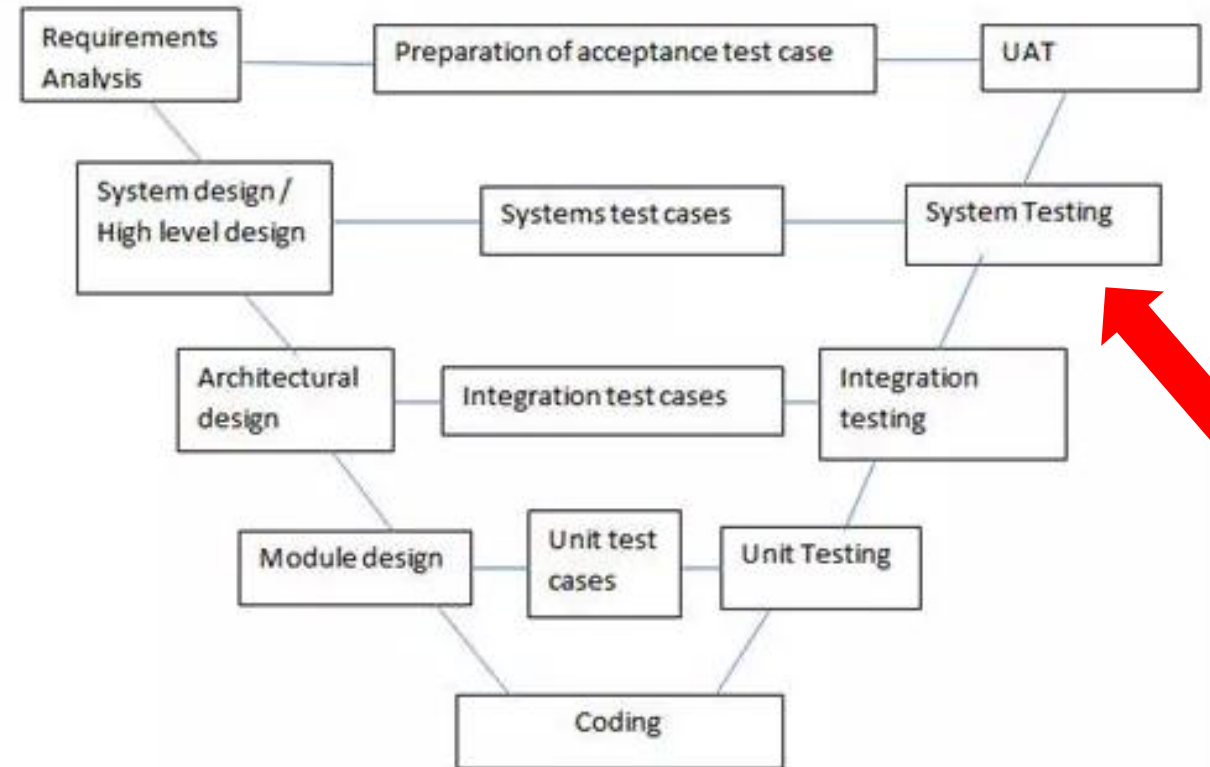 Requirements
Analysis
Preparation of acceptance test case
UAT
System design /
High level design
Systems test cases
System Testing
Architectural
design
Integration test cases
Integration
testing
Module design
Unit test
cases
Unit Testing
Coding